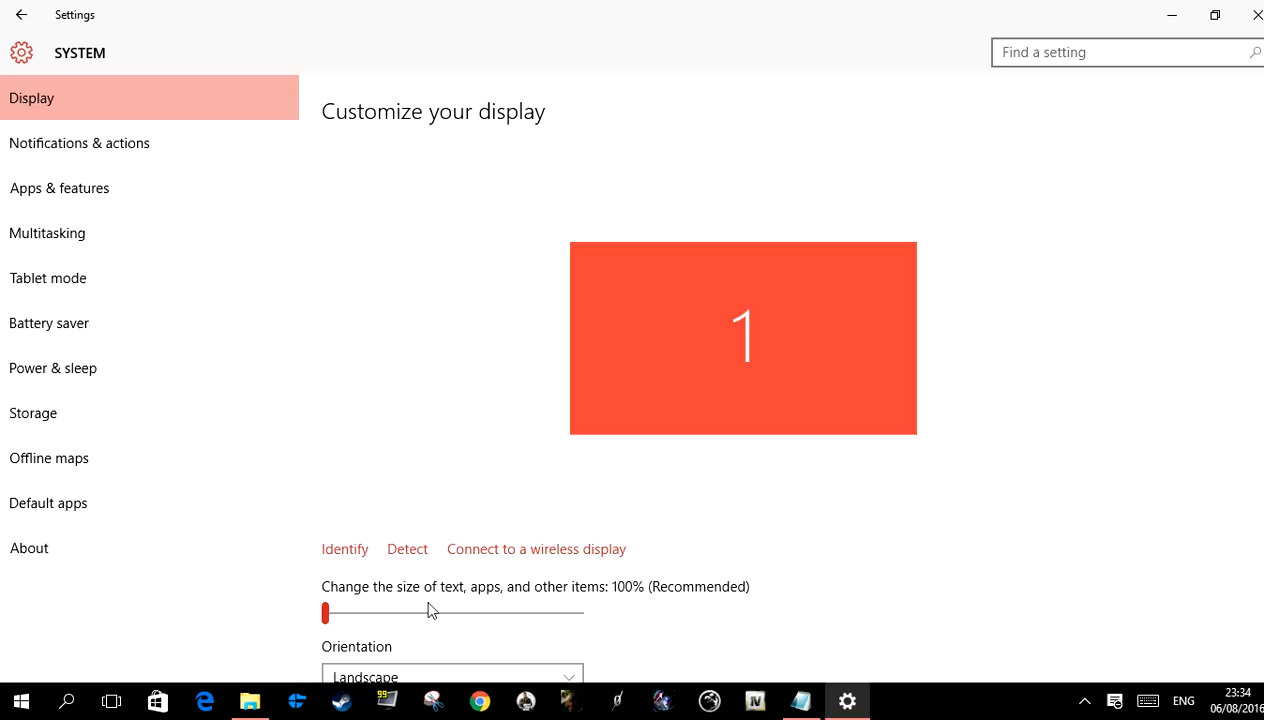 Settings
SYSTEM
Find a setting
Display
Notifications & actions
Apps & features
Multitasking
Tablet mode
Battery saver
Power & sleep
Storage
Offline maps
Default apps
About
Customize your display
1
Identify Detect Connect to a wireless display
Change the size of text, apps, and other items: 100% (Recommended)
Orientation
Landscape
99
IV
ENG
23:34
06/08/2016